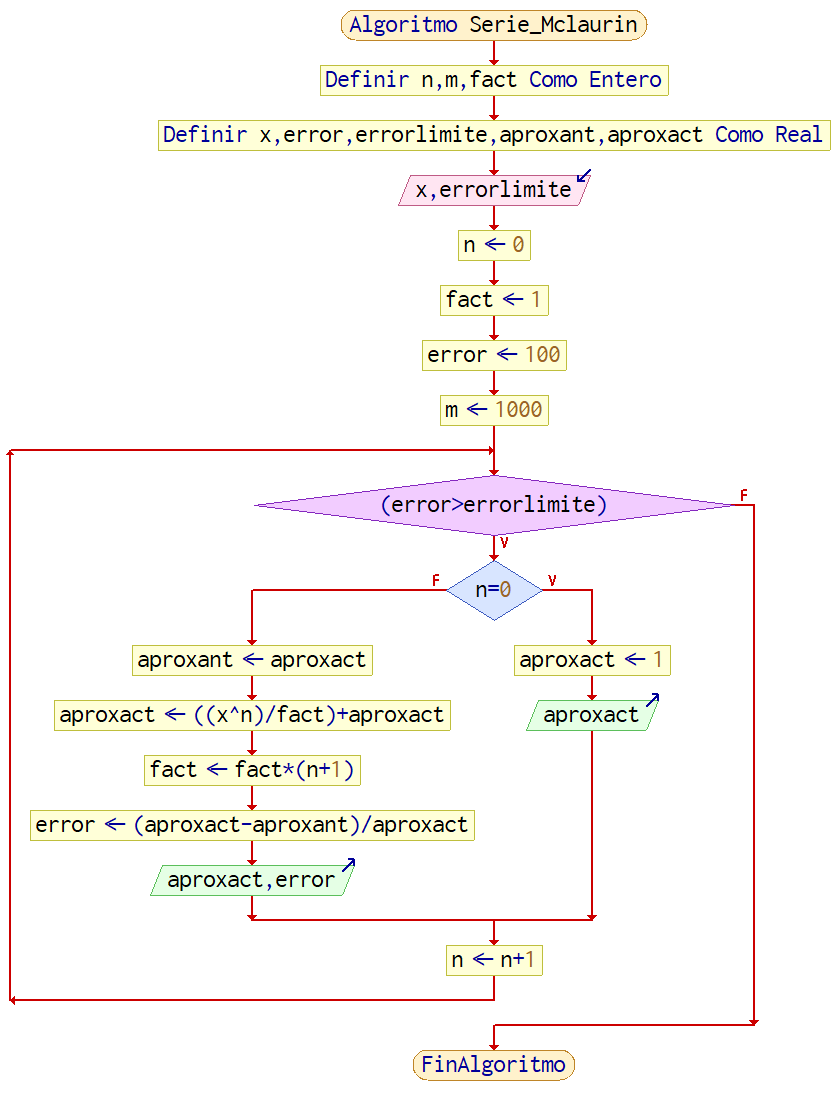 Algoritmo Serie_Mclaurin
Definir n,m,fact Como Entero
Definir x,error,errorlimite,aproxant,aproxact Como Real
x,errorlimite
n ← 0
fact ← 1
error ← 100
m ← 1000
(error>errorlimite)
F
V
n=0
F
V
aproxant ← aproxact
aproxact ← ((x^n)/fact)+aproxact
fact ← fact*(n+1)
error ← (aproxact-aproxant)/aproxact
aproxact,error
aproxact ← 1
aproxact
n ← n+1
FinAlgoritmo